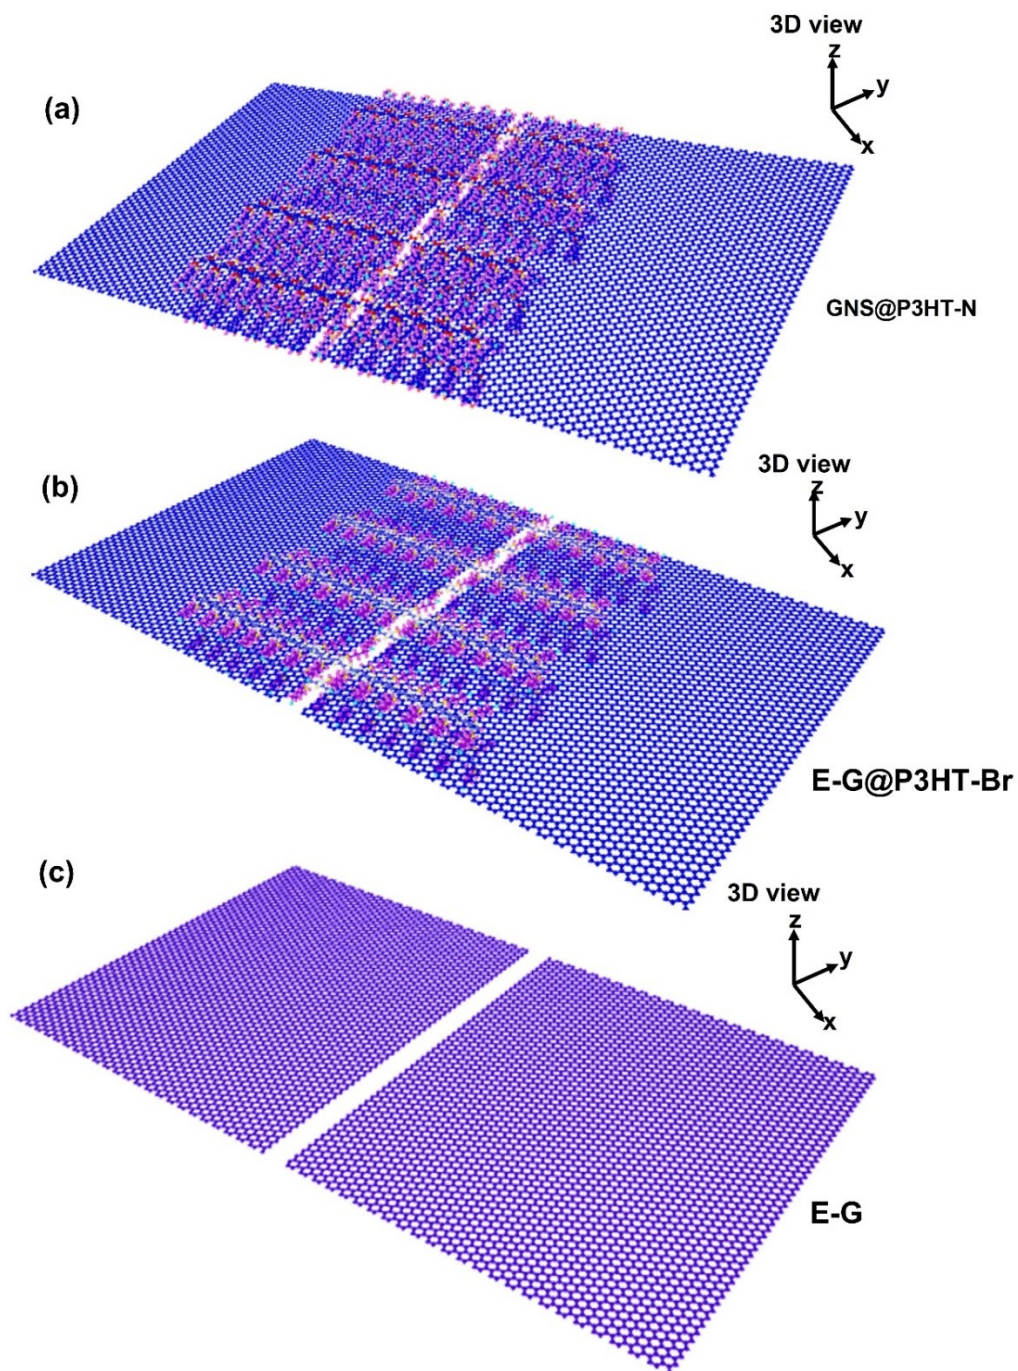 3D view
z
(a)
y
x
GNS@P3HT-N
3D view
z
(b)
y
x
E-G@P3HT-Br
(c)
3D view
z
y
x
E-G